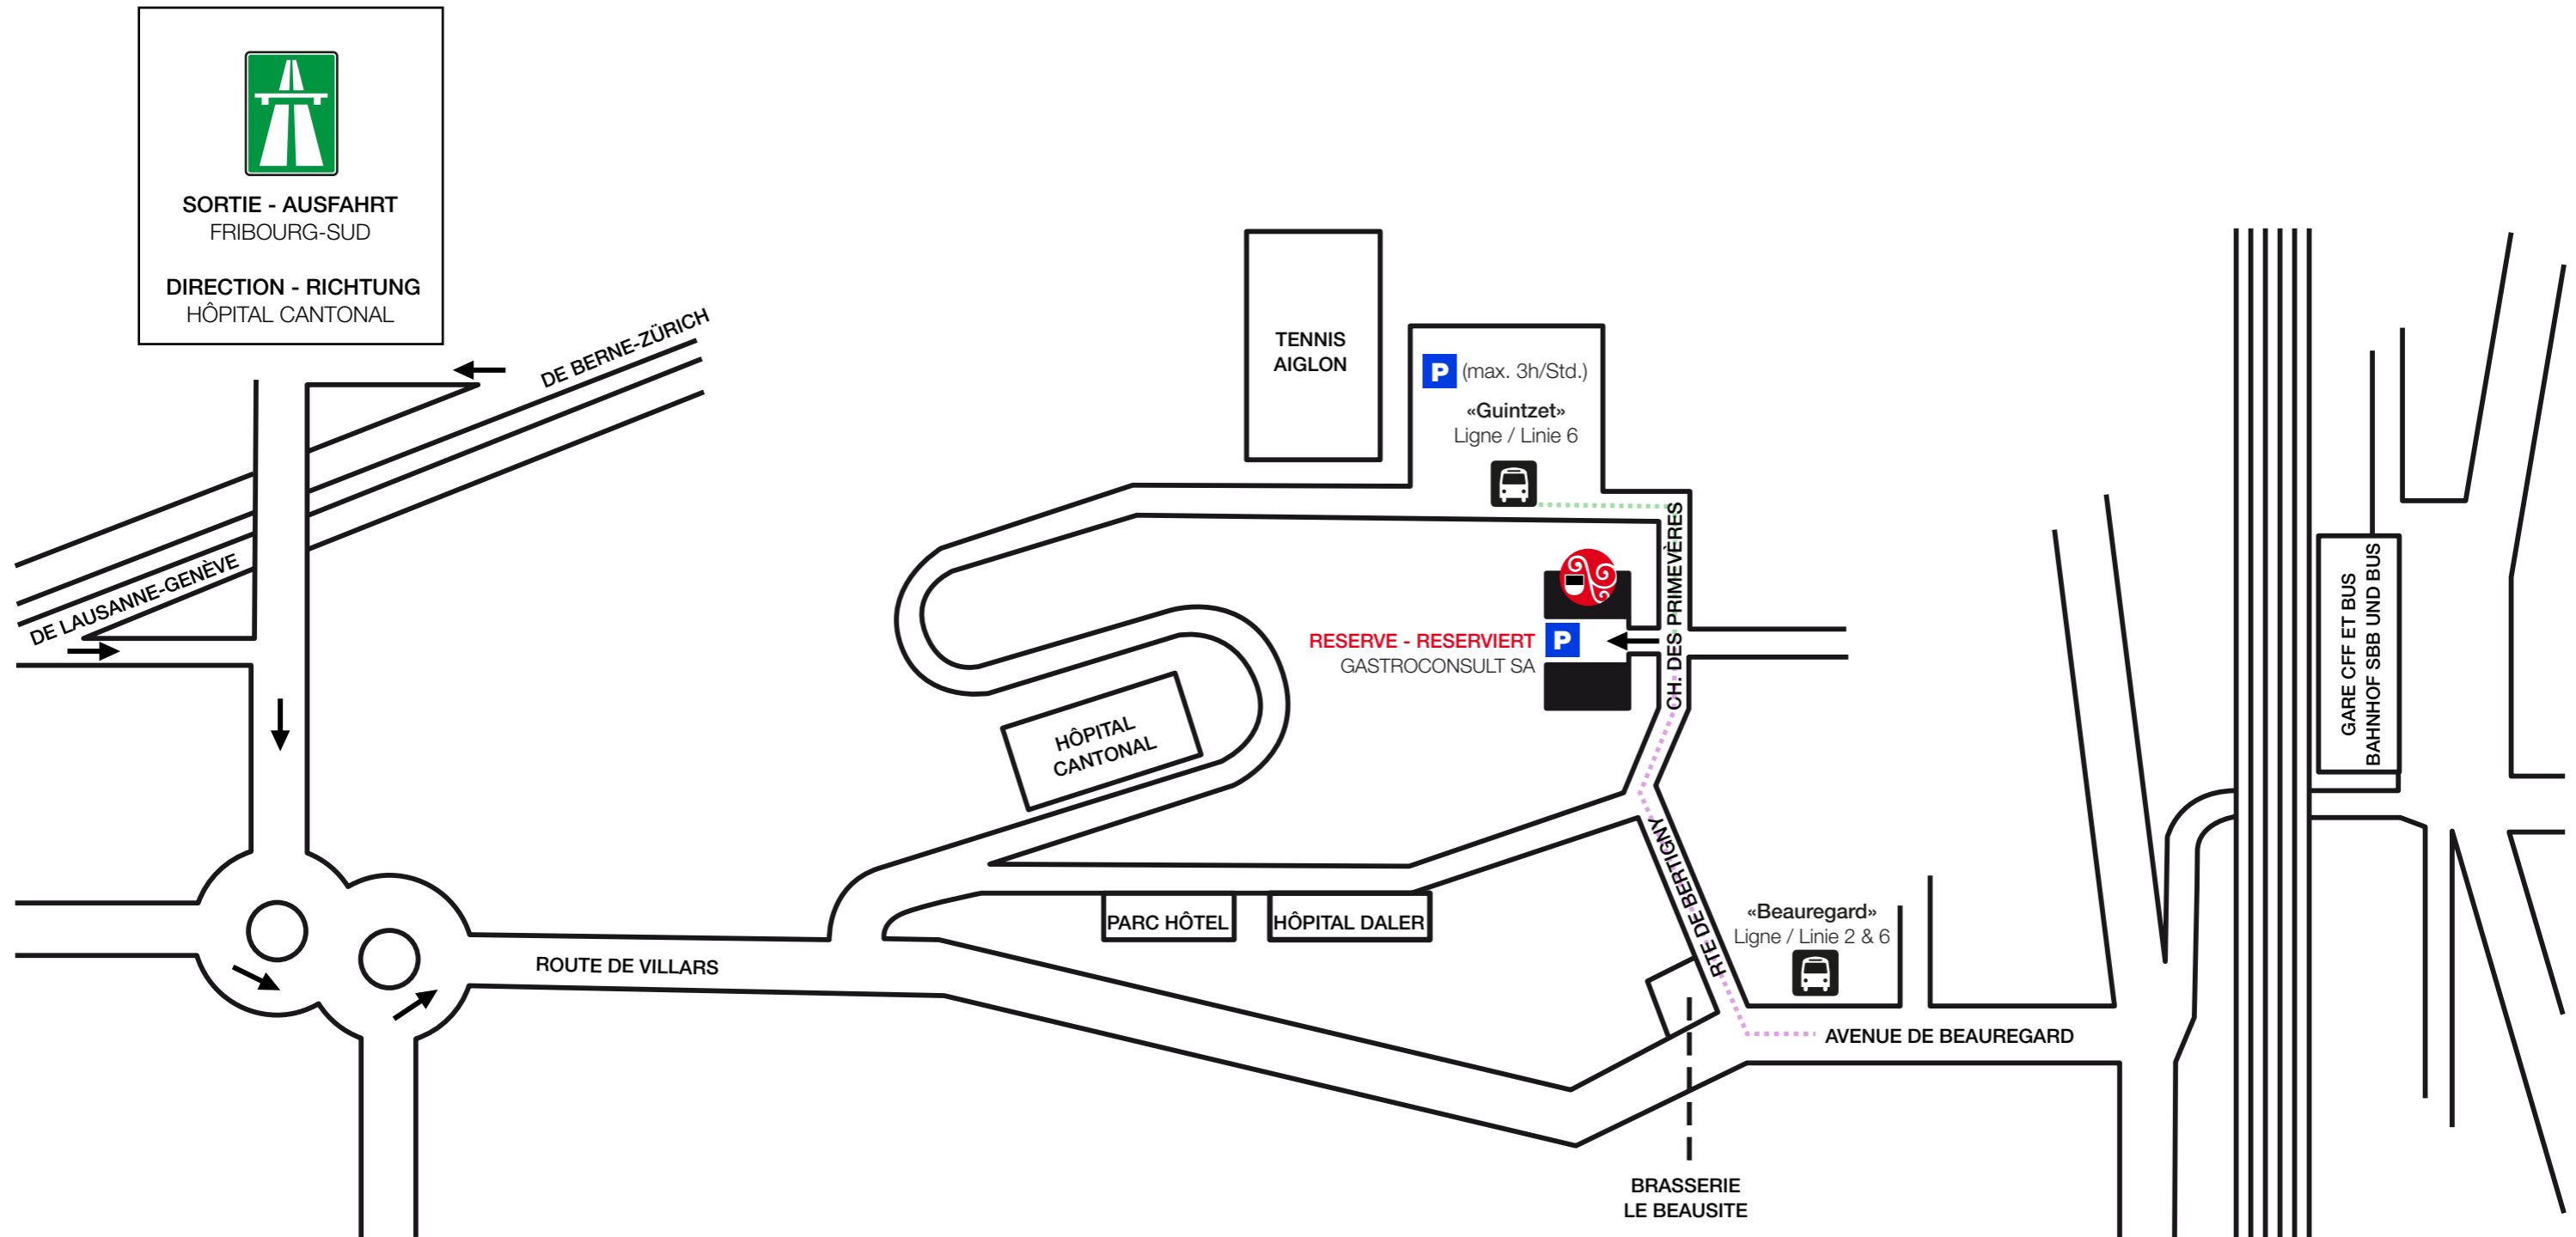 SORTIE - AUSFAHRT
FRIBOURG-SUD
DIRECTION - RICHTUNG
HÔPITAL CANTONAL
DE BERNE-ZÜRICH
DE LAUSANNE-GENÈVE
TENNIS
AIGLON
P (max. 3h/Std.)
«Guintzet»
Ligne / Linie 6
CH. DES PRIMEVÈRES
RESERVE - RESERVIERT P
GASTROCONSULT SA
GARE CFF ET BUS
BAHNHOF SBB UND BUS
HÔPITAL
CANTONAL
RTE DE BERTIGNY
PARC HÔTEL
HÔPITAL DALER
«Beauregard»
Ligne / Linie 2 & 6
ROUTE DE VILLARS
AVENUE DE BEAUREGARD
BRASSERIE
LE BEAUSITE